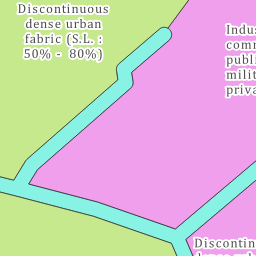 Discontinuous
dense urban
fabric (S.L. :
50% - 80%)
Indus
comm
publi
milit
priva
Discontin